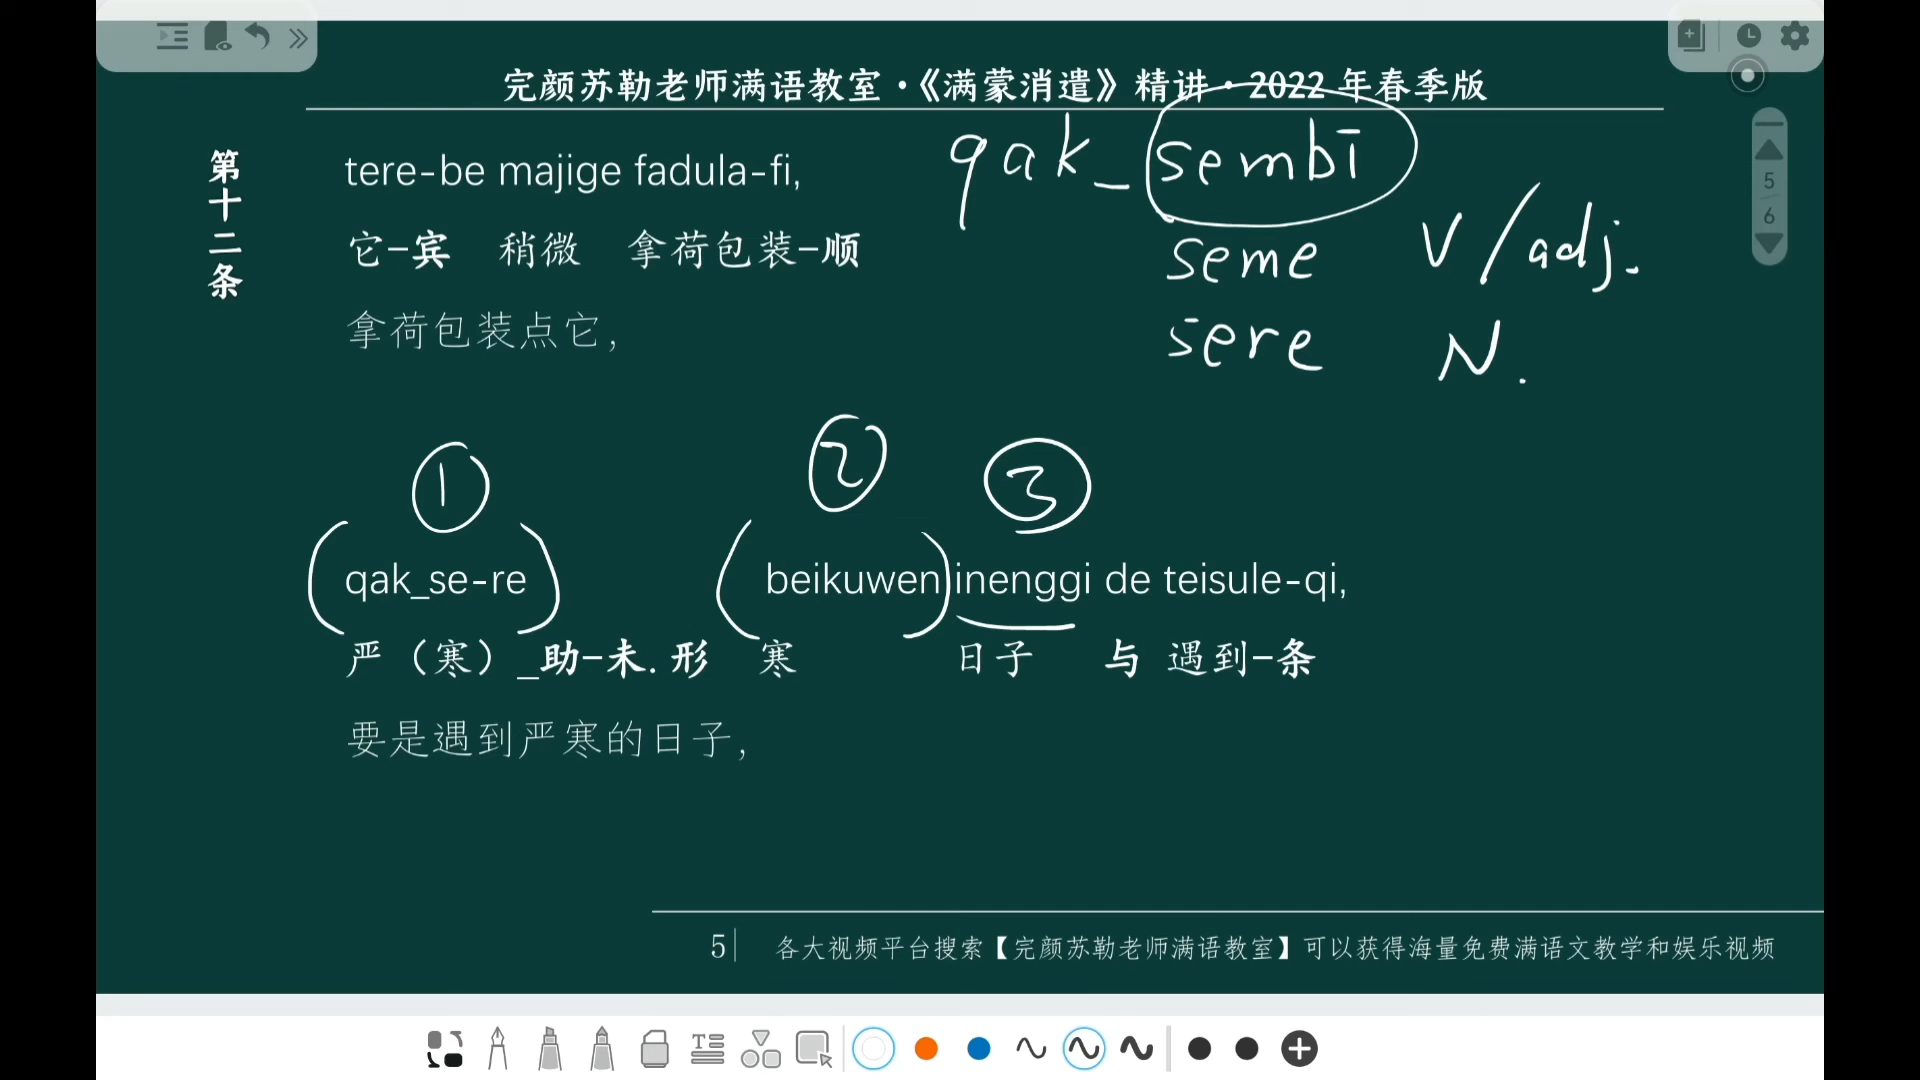 完颜苏勒老师满语教室·《满蒙消遣》精讲·2022年春季版
第十二条
tere-be majige fadula-fi,
它-宾 稍微 拿荷包装-顺
拿荷包装点它,
qak_sembi
seme V/adj.
sere N.
① ② ③
(qak_se-re) (beikuwen) inenggi de teisule-qi,
严（寒）_助-未.形 寒 日子 与 遇到-条
要是遇到严寒的日子,
5
6
5| 各大视频平台搜索【完颜苏勒老师满语教室】可以获得海量免费满语文教学和娱乐视频